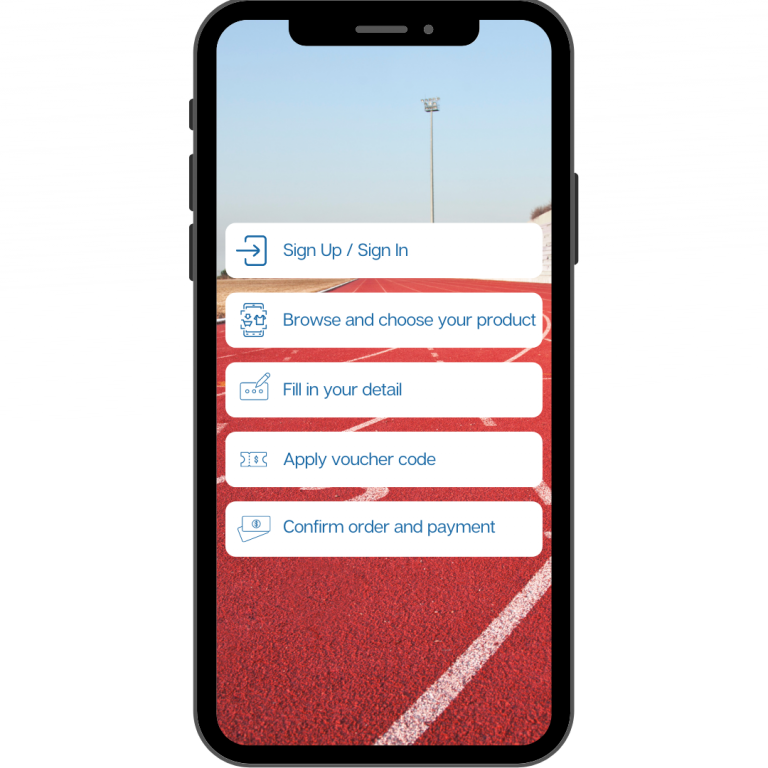 Sign Up / Sign In
Browse and choose your product
Fill in your detail
Apply voucher code
Confirm order and payment